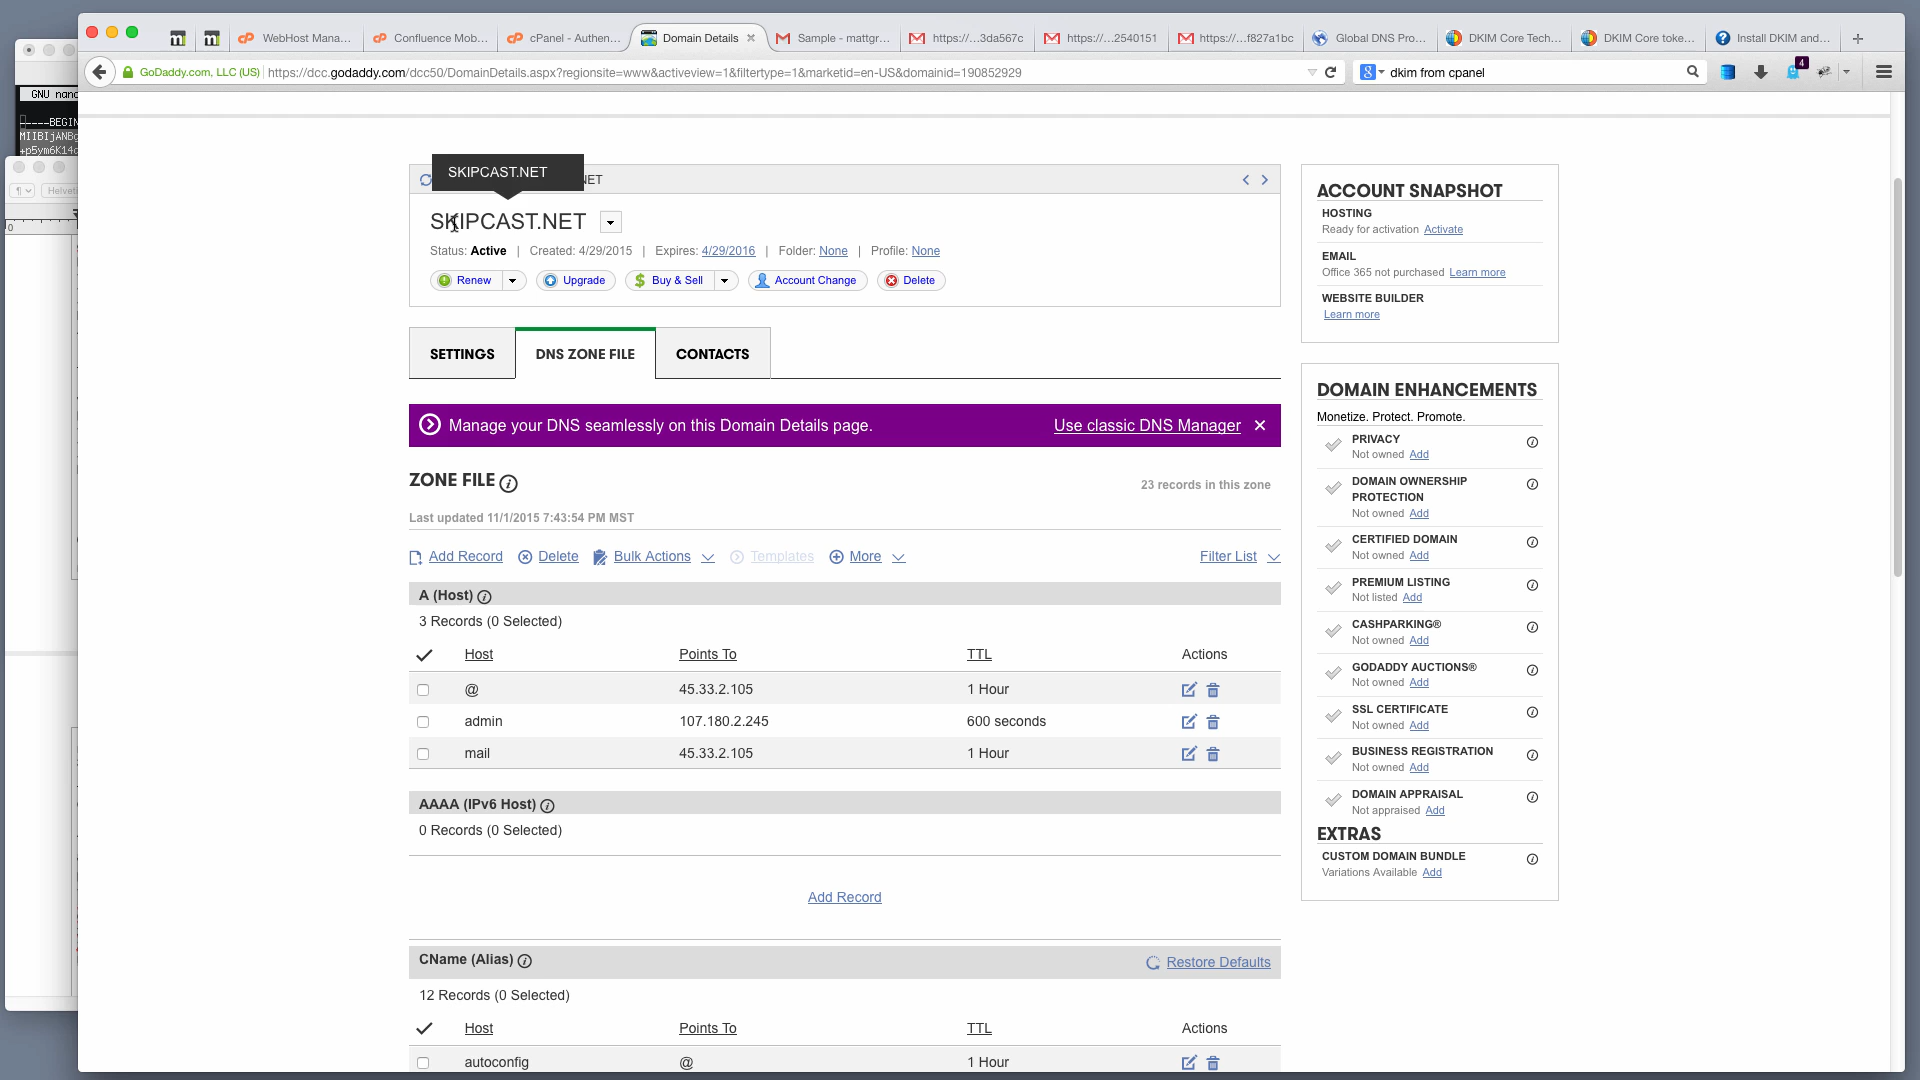 WebHost Mana...
Confluence Mob...
cPanel - Authen...
Domain Details
Sample - mattgr...
https://...3da567c
https://...2540151
https://...f827a1bc
Global DNS Pro...
DKIM Core Tech...
DKIM Core toke...
Install DKIM and...
GoDaddy.com, LLC (US)
https://dcc.godaddy.com/dcc50/DomainDetails.aspx?regionsite=www&activeview=1&filtertype=1&marketid=en-US&domainid=190852929
dkim from cpanel
4
GNU nano
-----BEGIN
MIIBIjANBg
+p5ym6K14c
Helvetic
0
SKIPCAST.NET
NET
SKIPCAST.NET
Status: Active | Created: 4/29/2015 | Expires: 4/29/2016 | Folder: None | Profile: None
Renew
Upgrade
Buy & Sell
Account Change
Delete
SETTINGS
DNS ZONE FILE
CONTACTS
Manage your DNS seamlessly on this Domain Details page.
Use classic DNS Manager
ZONE FILE
23 records in this zone
Last updated 11/1/2015 7:43:54 PM MST
Add Record
Delete
Bulk Actions
Templates
More
Filter List
A (Host)
3 Records (0 Selected)
Host Points To TTL Actions
@ 45.33.2.105 1 Hour
admin 107.180.2.245 600 seconds
mail 45.33.2.105 1 Hour
AAAA (IPv6 Host)
0 Records (0 Selected)
Add Record
CName (Alias)
Restore Defaults
12 Records (0 Selected)
Host Points To TTL Actions
autoconfig @ 1 Hour
ACCOUNT SNAPSHOT
HOSTING
Ready for activation Activate
EMAIL
Office 365 not purchased Learn more
WEBSITE BUILDER
Learn more
DOMAIN ENHANCEMENTS
Monetize. Protect. Promote.
PRIVACY
Not owned Add
DOMAIN OWNERSHIP
PROTECTION
Not owned Add
CERTIFIED DOMAIN
Not owned Add
PREMIUM LISTING
Not listed Add
CASHPARKING®
Not owned Add
GODADDY AUCTIONS®
Not owned Add
SSL CERTIFICATE
Not owned Add
BUSINESS REGISTRATION
Not owned Add
DOMAIN APPRAISAL
Not appraised Add
EXTRAS
CUSTOM DOMAIN BUNDLE
Variations Available Add